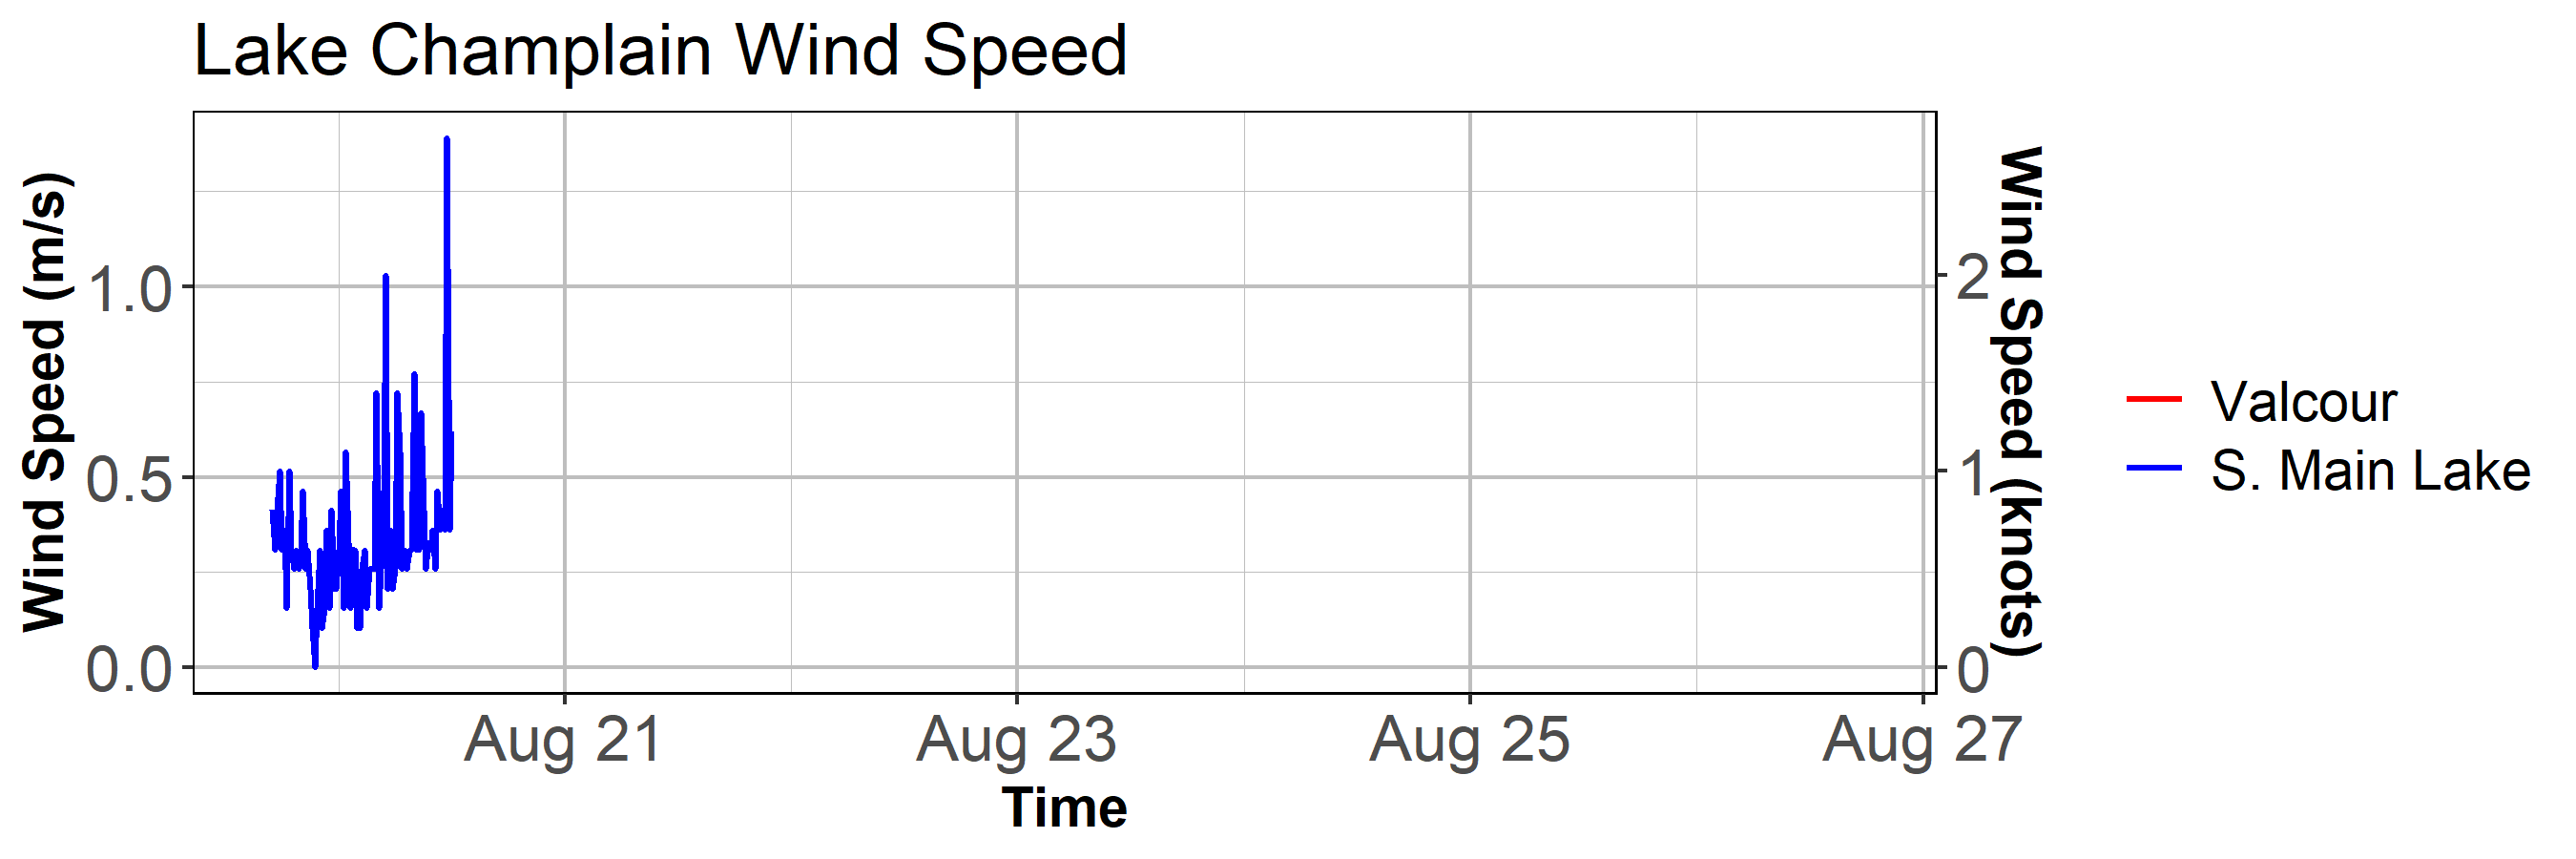 Lake Champlain Wind Speed
Wind Speed (m/s)
1.0
0.5
0.0
2
1
0
Wind Speed (knots)
Aug 21
Aug 23
Aug 25
Aug 27
Time
Valcour
S. Main Lake